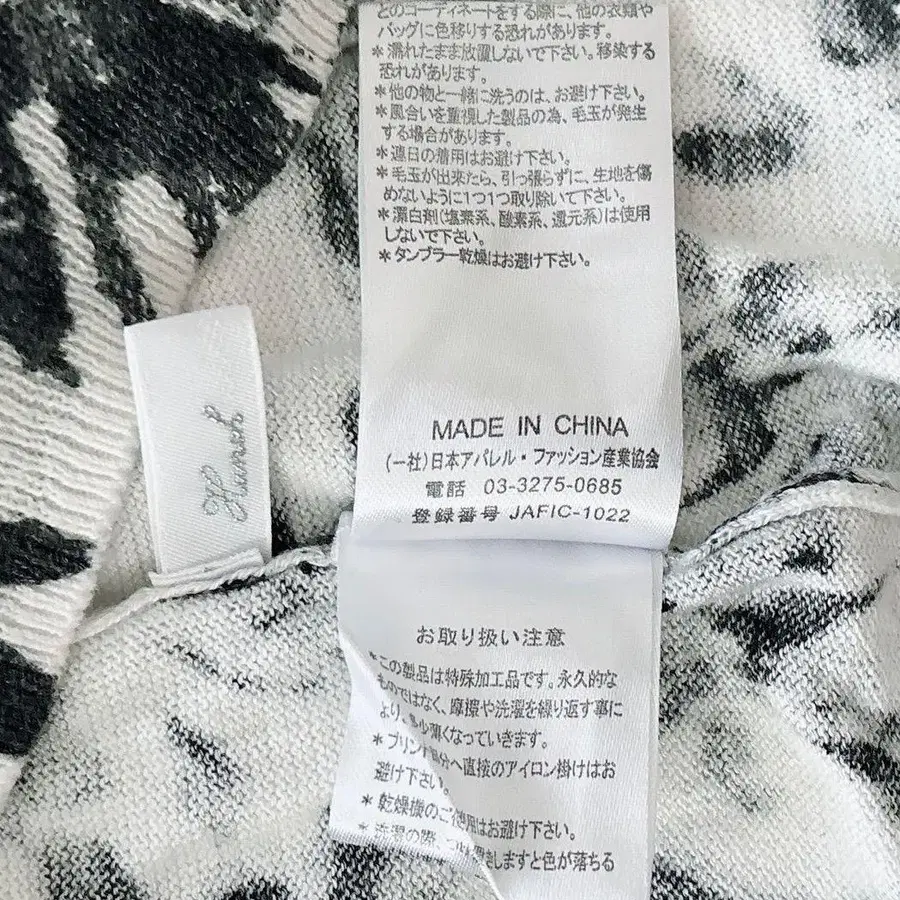 どのコーディネートをする際に、他の衣類や
バッグに色移りする恐れがあります。
*濡れたまま放置しないで下さい。移染する
恐れがあります。
*他の物と一緒に洗うのは、お避け下さい。
*風合いを重視した製品の為、毛玉が発生
する場合があります。
*連日の着用はお避け下さい。
*毛玉が出来たら、引っ張らずに、生地を傷
めないように1つ1つ取り除いて下さい。
*漂白剤(塩素系、酸素系、還元系)は使用
しないで下さい。
*タンブラー乾燥はお避け下さい。
MADE IN CHINA
(一社)日本アパレル・ファッション産業協会
電話 03-3275-0685
登録番号 JAFIC-1022
お取り扱い注意
*この製品は特殊加工品です。永久的な
ものではなく、摩擦や洗濯を繰り返す事に
より、多少薄くなっていきます。
*プリント部分へ直接のアイロン掛けはお
避け下さい。
*乾燥機のご使用はお避け下さい。
*洗濯の際、つけ置きしますと色が落ちる